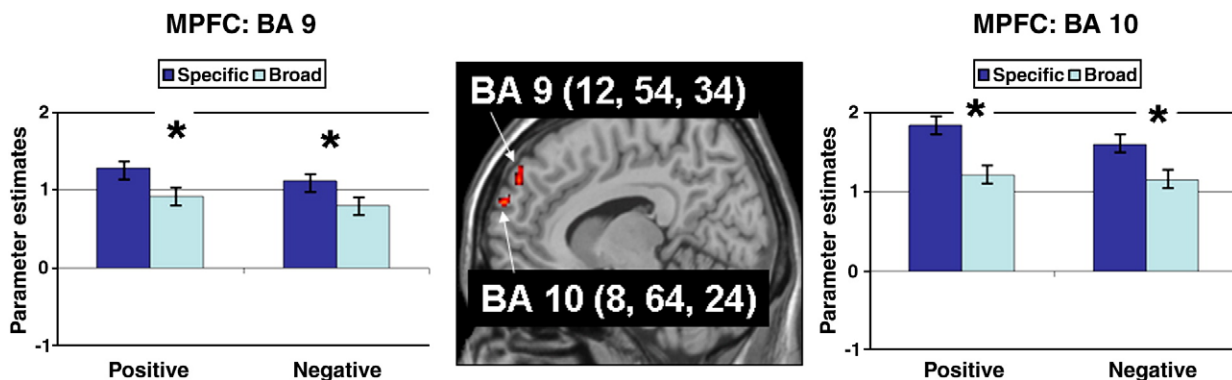 MPFC: BA 9
Specific Broad
Parameter estimates
2
*
*
1
0
-1
Positive Negative
BA 9 (12, 54, 34)
BA 10 (8, 64, 24)
MPFC: BA 10
Specific Broad
Parameter estimates
2
*
*
1
0
-1
Positive Negative